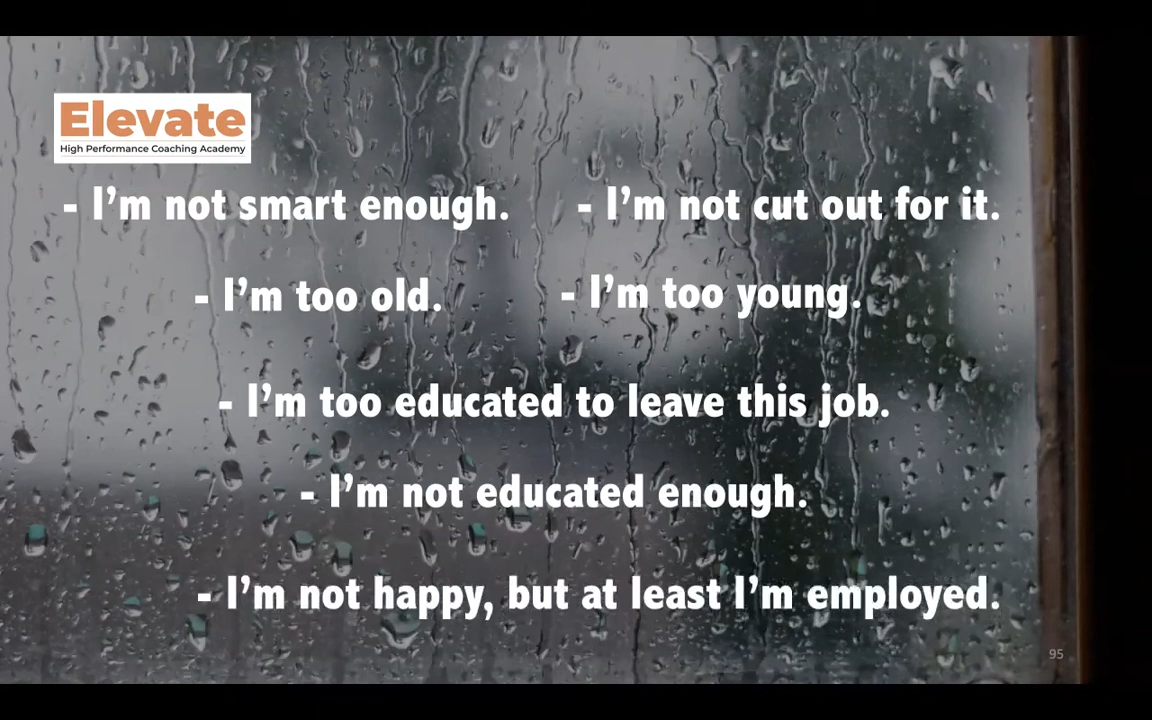 Elevate
High Performance Coaching Academy
- I'm not smart enough.
- I'm not cut out for it.
- I'm too old.
- I'm too young.
- I'm too educated to leave this job.
- I'm not educated enough.
- I'm not happy, but at least I'm employed.
95